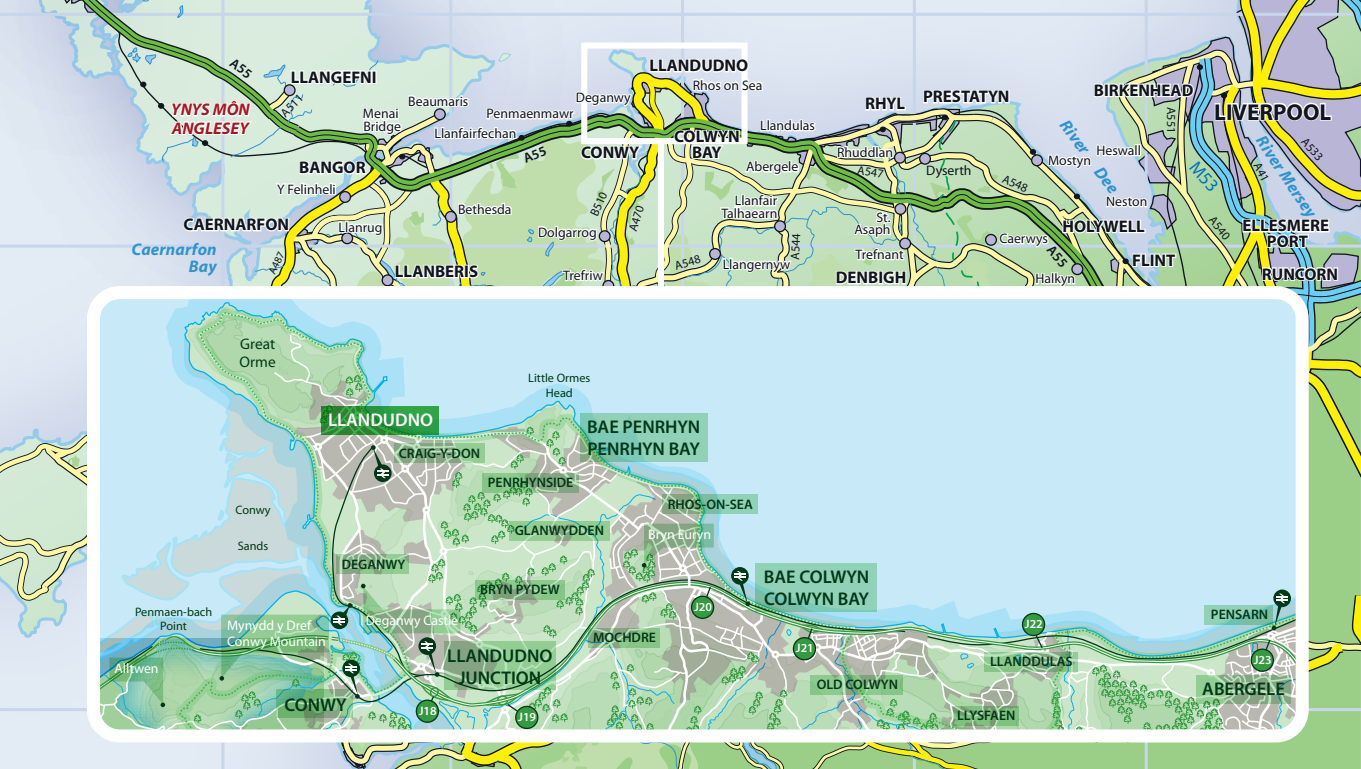 A55
LLANGEFNI
A5111
YNYS MÔN
ANGLESEY
Menai
Bridge
Beaumaris
Llanfairfechan
Penmaenmawr
A55
BANGOR
Y Felinheli
CAERNARFON
Caernarfon
Bay
A487
Llanrug
LLANBERIS
Bethesda
Deganwy
LLANDUDNO
Rhos on Sea
CONWY
COLWYN
BAY
B510
A470
Dolgarrog
Trefriw
Llandulas
Abergele
Llanfair
Talhaearn
A548
Llangernyw
A544
RHYL
PRESTATYN
Rhuddlan
A547
Dyserth
St.
Asaph
Trefnant
DENBIGH
Caerwys
A548
Mostyn
HOLYWELL
A55
Halkyn
FLINT
River Dee
BIRKENHEAD
LIVERPOOL
A551
Heswall
Neston
M53
A41
River Mersey
A533
A540
ELLESMERE
PORT
RUNCORN
Great
Orme
LLANDUDNO
CRAIG-Y-DON
Little Ormes
Head
BAE PENRHYN
PENRHYN BAY
PENRHYNSIDE
RHOS-ON-SEA
GLANWYDDEN
Bryn Euryn
Conwy
Sands
DEGANWY
BRYN PYDEW
BAE COLWYN
COLWYN BAY
J20
Penmaen-bach
Point
Mynydd y Dref
Conwy Mountain
Deganwy Castle
Alltwen
LLANDUDNO
JUNCTION
MOCHDRE
CONWY
J18
J19
J21
OLD COLWYN
J22
LLANDDULAS
LLYSFAEN
PENSARN
J23
ABERGELE